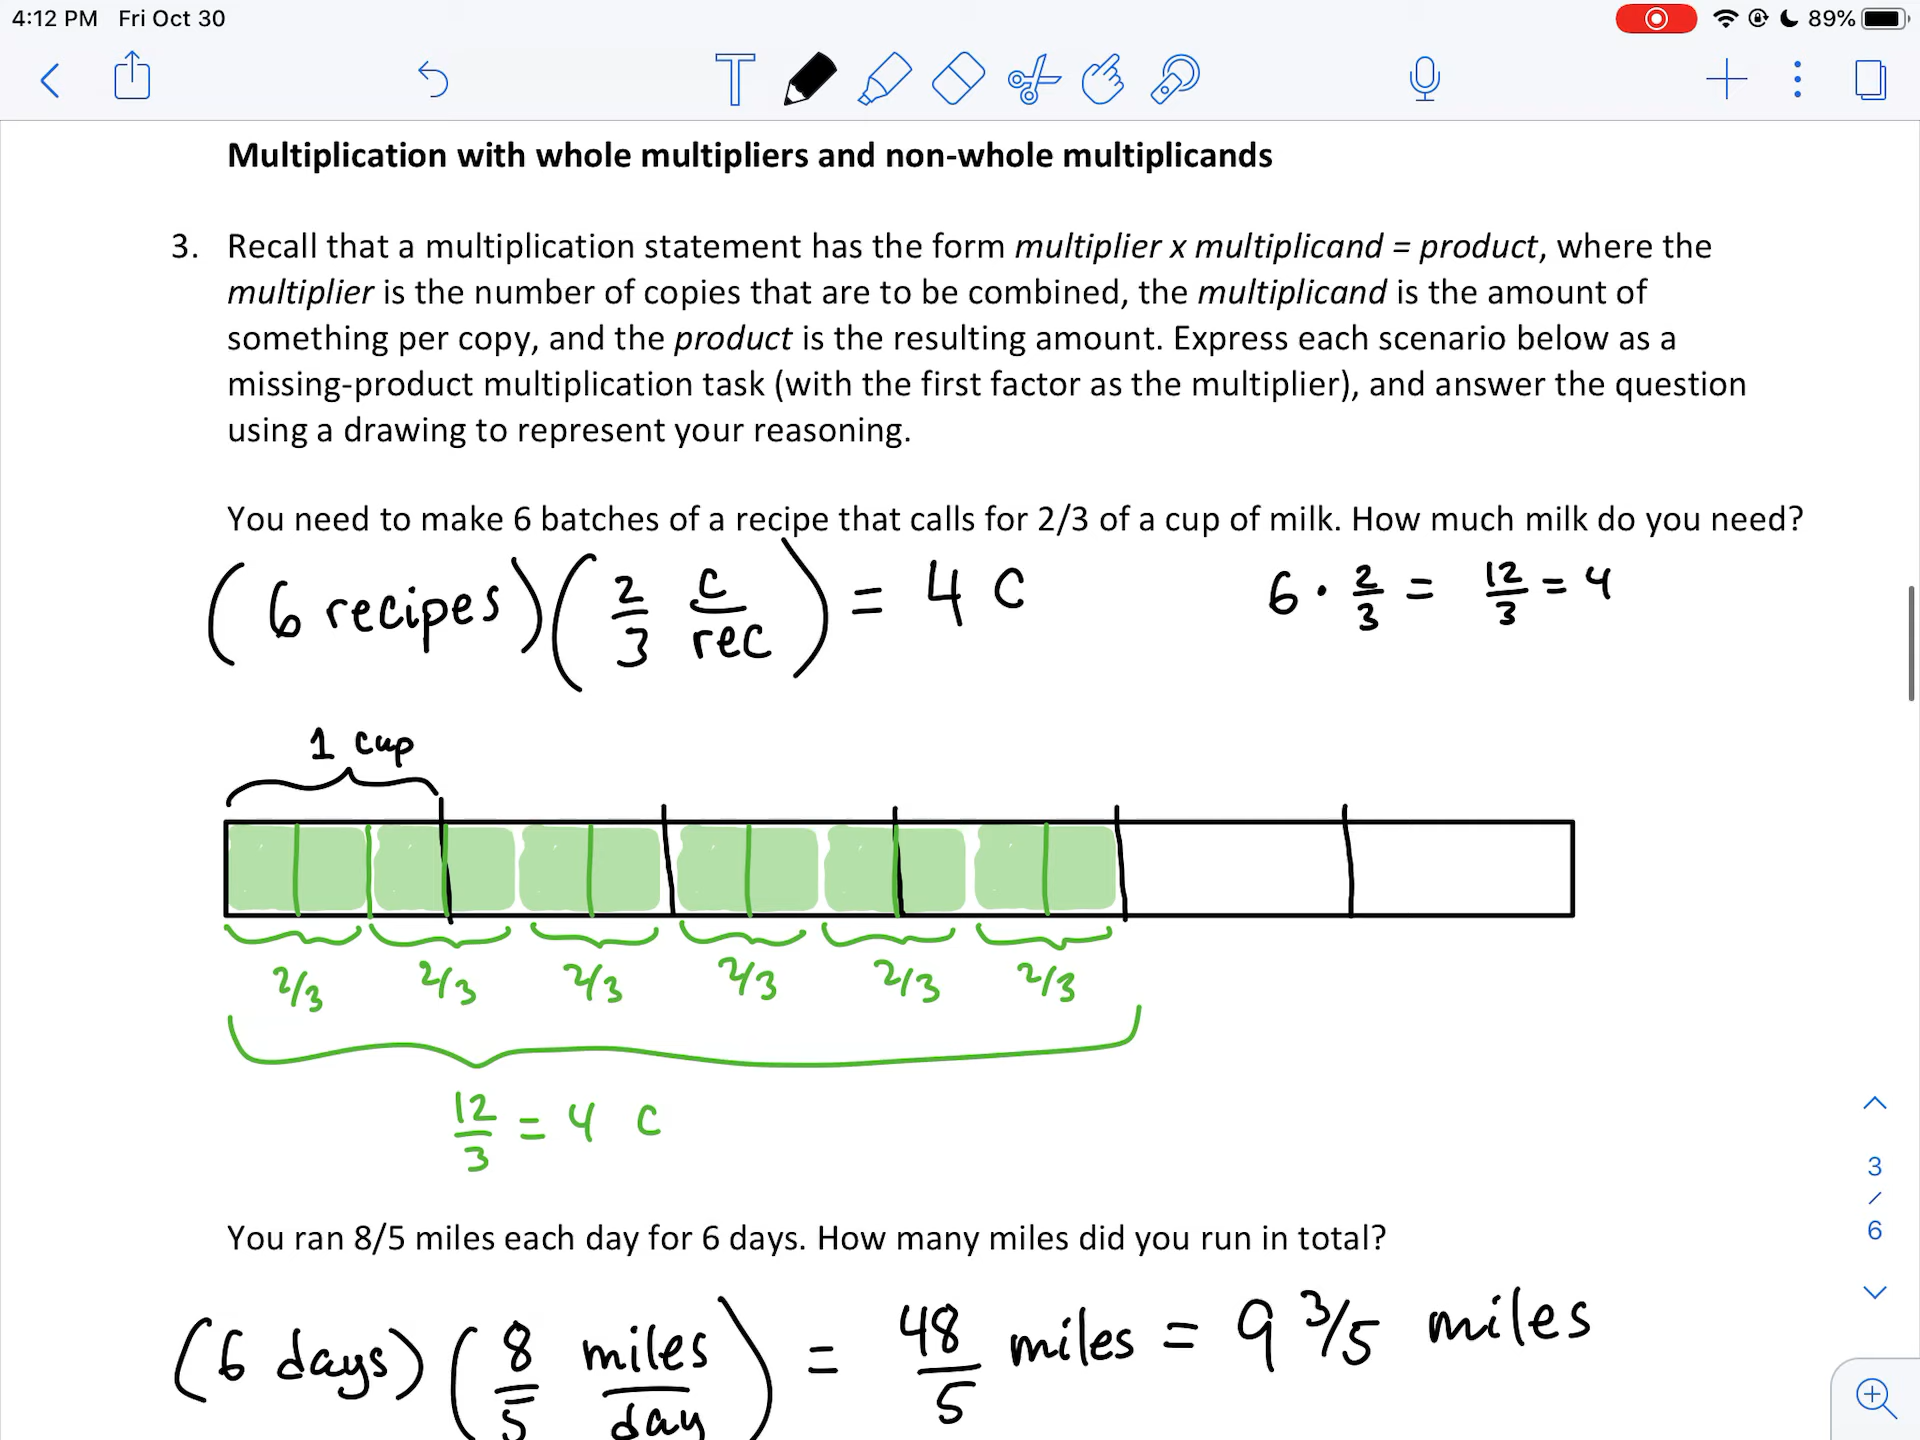 4:12 PM Fri Oct 30 89%
Multiplication with whole multipliers and non-whole multiplicands
3. Recall that a multiplication statement has the form multiplier x multiplicand = product, where the
multiplier is the number of copies that are to be combined, the multiplicand is the amount of
something per copy, and the product is the resulting amount. Express each scenario below as a
missing-product multiplication task (with the first factor as the multiplier), and answer the question
using a drawing to represent your reasoning.
You need to make 6 batches of a recipe that calls for 2/3 of a cup of milk. How much milk do you need?
(6 recipes)(2/3 c/rec) = 4 c 6 · 2/3 = 12/3 = 4
1 cup
2/3 2/3 2/3 2/3 2/3 2/3
12/3 = 4 c
3
/
6
You ran 8/5 miles each day for 6 days. How many miles did you run in total?
(6 days)(8/5 miles/day) = 48/5 miles = 9 3/5 miles